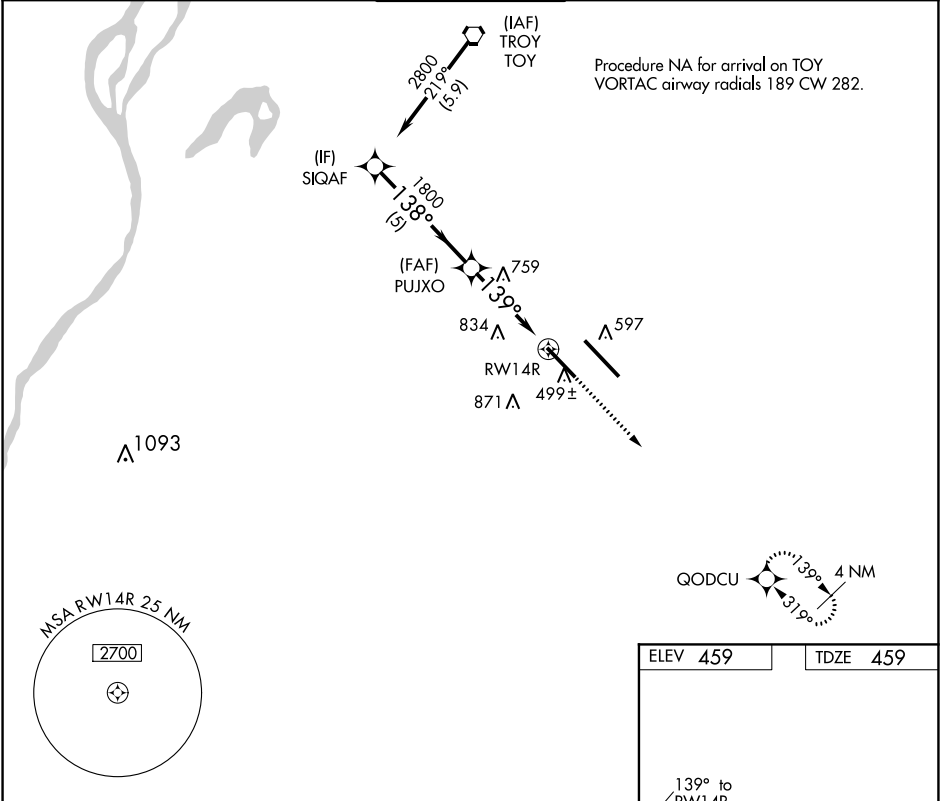 (IAF)
TROY
TOY
Procedure NA for arrival on TOY
VORTAC airway radials 189 CW 282.
2800
219°
(5.9)
(IF)
SIQAF
1800
138°
(5)
(FAF)
PUJXO
759
139°
834
597
RW14R
499±
871
1093
QODCU
139°
4 NM
319°
MSA RW14R 25 NM
2700
ELEV 459
TDZE 459
139° to
RW14R